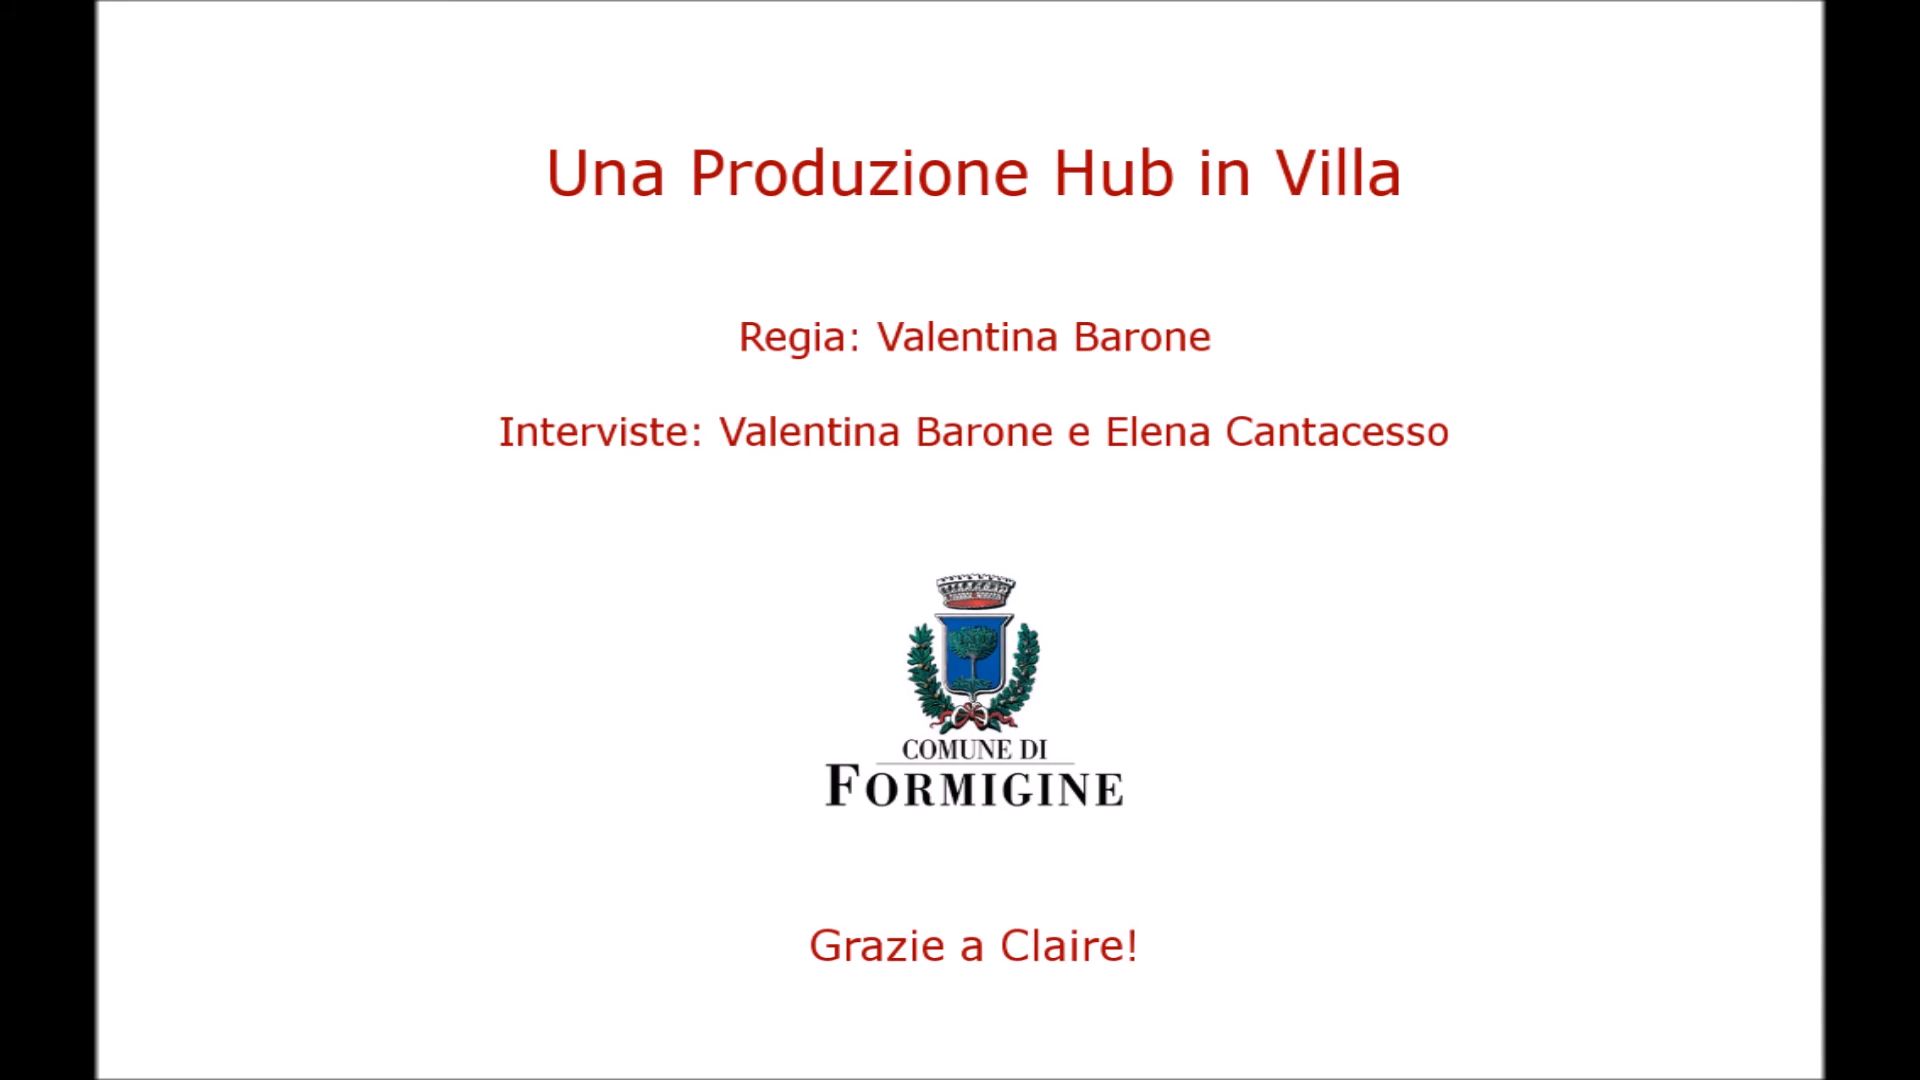 Una Produzione Hub in Villa
Regia: Valentina Barone
Interviste: Valentina Barone e Elena Cantacesso
COMUNE DI
FORMIGINE
Grazie a Claire!